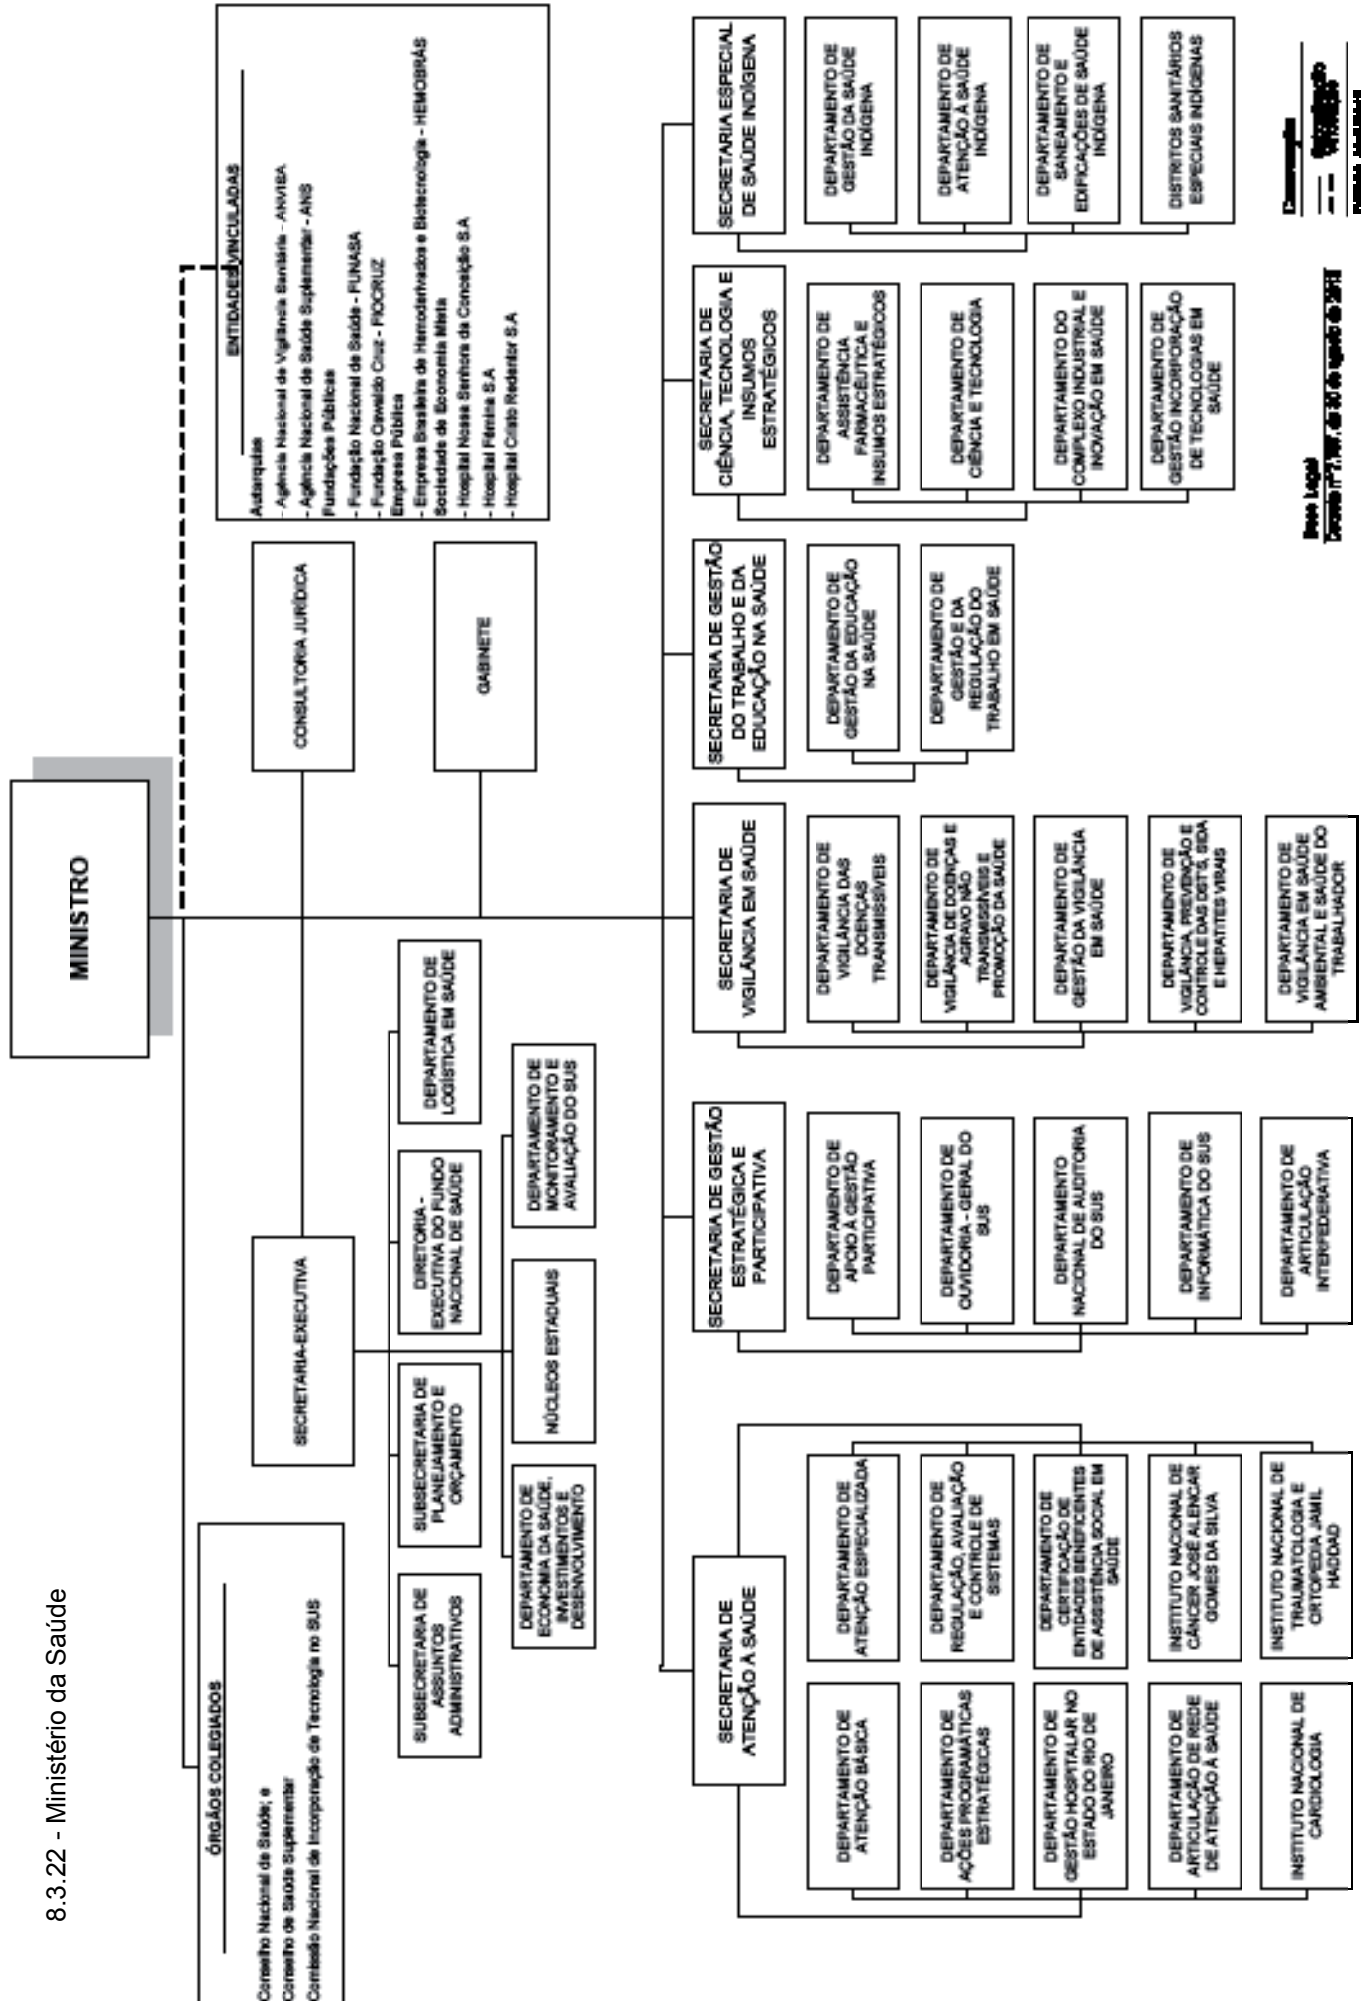 8.3.22 - Ministério da Saúde
MINISTRO
ÓRGÃOS COLEGIADOS
Conselho Nacional de Saúde; e
Conselho de Saúde Suplementar
Comissão Nacional de Incorporação de Tecnologia no SUS
ENTIDADES VINCULADAS
Autarquias
- Agência Nacional de Vigilância Sanitária - ANVISA
- Agência Nacional de Saúde Suplementar - ANS
Fundações Públicas
- Fundação Nacional de Saúde - FUNASA
- Fundação Oswaldo Cruz - FIOCRUZ
Empresa Pública
- Empresa Brasileira de Hemoderivados e Biotecnologia - HEMOBRÁS
Sociedade de Economia Mista
- Hospital Nossa Senhora da Conceição S.A
- Hospital Fêmina S.A
- Hospital Cristo Redentor S.A
SECRETARIA-EXECUTIVA
CONSULTORIA JURÍDICA
GABINETE
SUBSECRETARIA DE
ASSUNTOS
ADMINISTRATIVOS
SUBSECRETARIA DE
PLANEJAMENTO E
ORÇAMENTO
DIRETORIA -
EXECUTIVA DO FUNDO
NACIONAL DE SAÚDE
DEPARTAMENTO DE
LOGÍSTICA EM SAÚDE
DEPARTAMENTO DE
ECONOMIA DA SAÚDE,
INVESTIMENTOS E
DESENVOLVIMENTO
NÚCLEOS ESTADUAIS
DEPARTAMENTO DE
MONITORAMENTO E
AVALIAÇÃO DO SUS
SECRETARIA DE
ATENÇÃO À SAÚDE
DEPARTAMENTO DE
ATENÇÃO BÁSICA
DEPARTAMENTO DE
AÇÕES PROGRAMÁTICAS
ESTRATÉGICAS
DEPARTAMENTO DE
GESTÃO HOSPITALAR NO
ESTADO DO RIO DE
JANEIRO
DEPARTAMENTO DE
ARTICULAÇÃO DE REDE
DE ATENÇÃO À SAÚDE
INSTITUTO NACIONAL DE
CARDIOLOGIA
DEPARTAMENTO DE
ATENÇÃO ESPECIALIZADA
DEPARTAMENTO DE
REGULAÇÃO, AVALIAÇÃO
E CONTROLE DE
SISTEMAS
DEPARTAMENTO DE
CERTIFICAÇÃO DE
ENTIDADES BENEFICENTES
DE ASSISTÊNCIA SOCIAL EM
SAÚDE
INSTITUTO NACIONAL DE
CÂNCER JOSÉ ALENCAR
GOMES DA SILVA
INSTITUTO NACIONAL DE
TRAUMATOLOGIA E
ORTOPEDIA JAMIL
HADDAD
SECRETARIA DE GESTÃO
ESTRATÉGICA E
PARTICIPATIVA
DEPARTAMENTO DE
APOIO À GESTÃO
PARTICIPATIVA
DEPARTAMENTO DE
OUVIDORIA - GERAL DO
SUS
DEPARTAMENTO
NACIONAL DE AUDITORIA
DO SUS
DEPARTAMENTO DE
INFORMÁTICA DO SUS
DEPARTAMENTO DE
ARTICULAÇÃO
INTERFEDERATIVA
SECRETARIA DE
VIGILÂNCIA EM SAÚDE
DEPARTAMENTO DE
VIGILÂNCIA DAS
DOENÇAS
TRANSMISSÍVEIS
DEPARTAMENTO DE
VIGILÂNCIA DE DOENÇAS E
AGRAVO NÃO
TRANSMISSÍVEIS E
PROMOÇÃO DA SAÚDE
DEPARTAMENTO DE
GESTÃO DA VIGILÂNCIA
EM SAÚDE
DEPARTAMENTO DE
VIGILÂNCIA, PREVENÇÃO E
CONTROLE DAS DST'S, SIDA
E HEPATITES VIRAIS
DEPARTAMENTO DE
VIGILÂNCIA EM SAÚDE
AMBIENTAL E SAÚDE DO
TRABALHADOR
SECRETARIA DE GESTÃO
DO TRABALHO E DA
EDUCAÇÃO NA SAÚDE
DEPARTAMENTO DE
GESTÃO DA EDUCAÇÃO
NA SAÚDE
DEPARTAMENTO DE
GESTÃO E DA
REGULAÇÃO DO
TRABALHO EM SAÚDE
SECRETARIA DE
CIÊNCIA, TECNOLOGIA E
INSUMOS
ESTRATÉGICOS
DEPARTAMENTO DE
ASSISTÊNCIA
FARMACÊUTICA E
INSUMOS ESTRATÉGICOS
DEPARTAMENTO DE
CIÊNCIA E TECNOLOGIA
DEPARTAMENTO DO
COMPLEXO INDUSTRIAL E
INOVAÇÃO EM SAÚDE
DEPARTAMENTO DE
GESTÃO INCORPORAÇÃO
DE TECNOLOGIAS EM
SAÚDE
SECRETARIA ESPECIAL
DE SAÚDE INDÍGENA
DEPARTAMENTO DE
GESTÃO DA SAÚDE
INDÍGENA
DEPARTAMENTO DE
ATENÇÃO À SAÚDE
INDÍGENA
DEPARTAMENTO DE
SANEAMENTO E
EDIFICAÇÕES DE SAÚDE
INDÍGENA
DISTRITOS SANITÁRIOS
ESPECIAIS INDÍGENAS
Base Legal